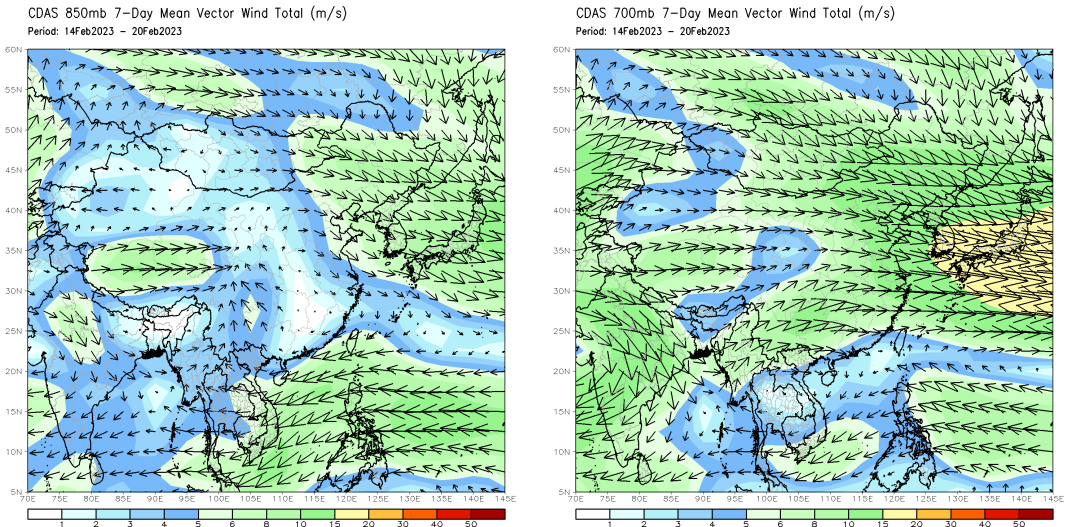 CDAS 850mb 7-Day Mean Vector Wind Total (m/s)
Period: 14Feb2023 - 20Feb2023
60N
55N
50N
45N
40N
35N
30N
25N
20N
15N
10N
5N
70E 75E 80E 85E 90E 95E 100E 105E 110E 115E 120E 125E 130E 135E 140E 145E
1 2 3 4 5 6 8 10 15 20 30 40 50
CDAS 700mb 7-Day Mean Vector Wind Total (m/s)
Period: 14Feb2023 - 20Feb2023
60N
55N
50N
45N
40N
35N
30N
25N
20N
15N
10N
5N
70E 75E 80E 85E 90E 95E 100E 105E 110E 115E 120E 125E 130E 135E 140E 145E
1 2 3 4 5 6 8 10 15 20 30 40 50